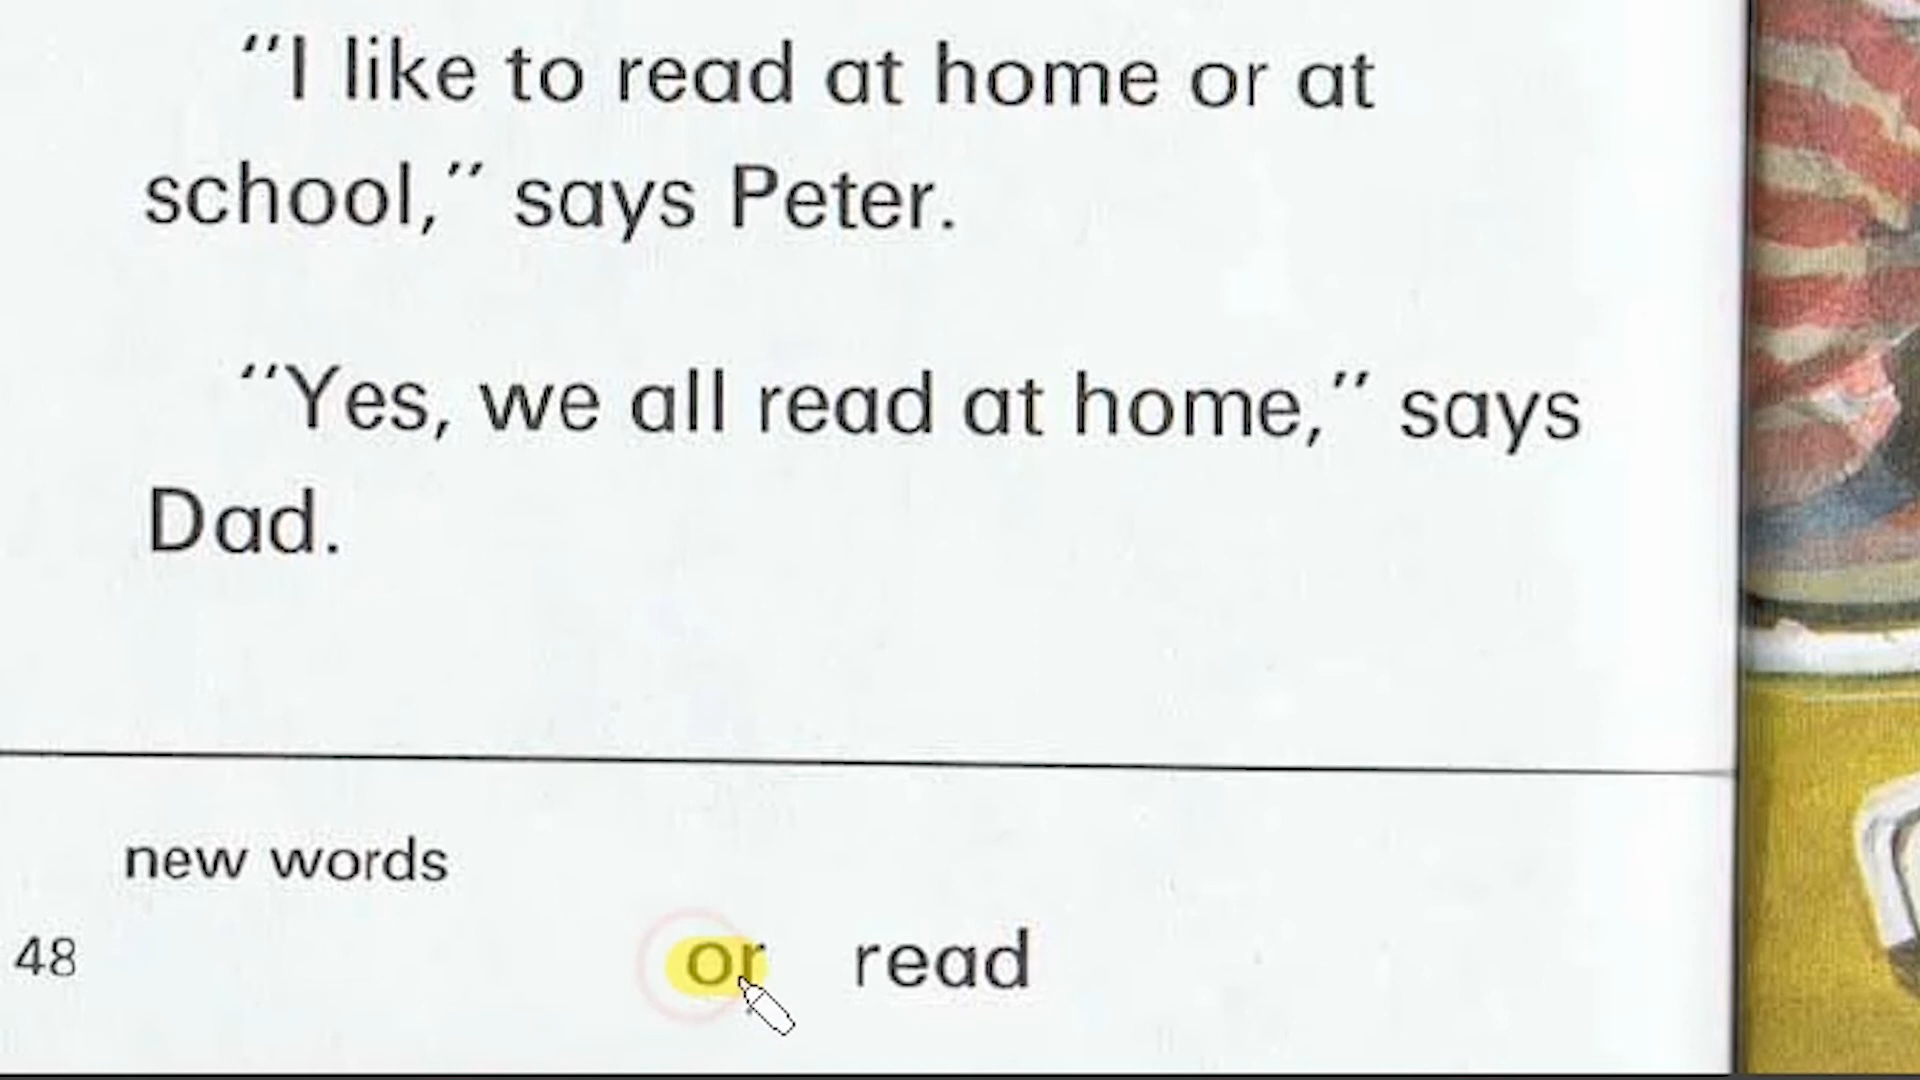 “I like to read at home or at
school,” says Peter.
“Yes, we all read at home,” says
Dad.
new words
48
or read